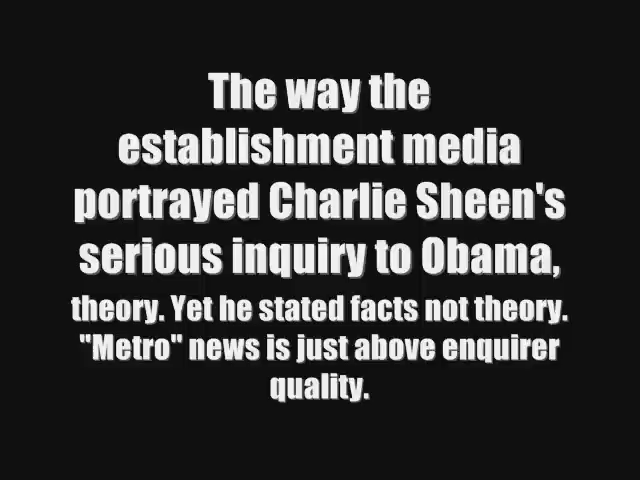 The way the
establishment media
portrayed Charlie Sheen's
serious inquiry to Obama,
theory. Yet he stated facts not theory.
"Metro" news is just above enquirer
quality.